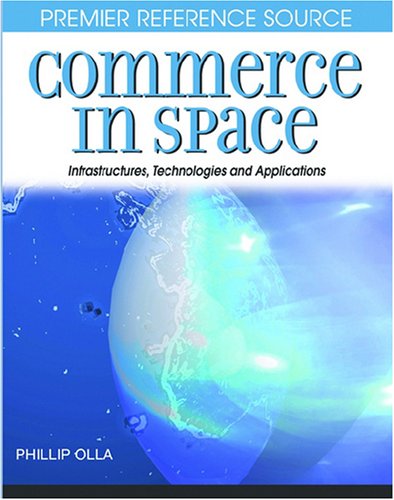 PREMIER REFERENCE SOURCE
Commerce
in Space
Infrastructures, Technologies and Applications
PHILLIP OLLA